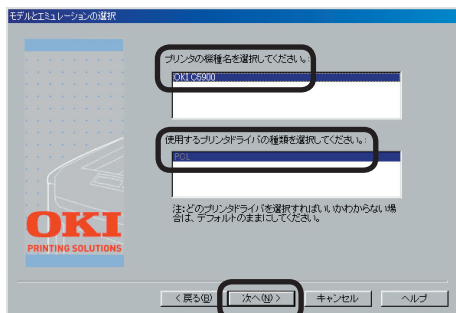 モデルとエミュレーションの選択
プリンタの機種名を選択してください。:
OKI C5900
使用するプリンタドライバの種類を選択してください。:
PCL
注:どのプリンタドライバを選択すればいいかわからない場
合は、デフォルトのままにしてください。
OKI
PRINTING SOLUTIONS
< 戻る(B)
次へ(N) >
キャンセル
ヘルプ